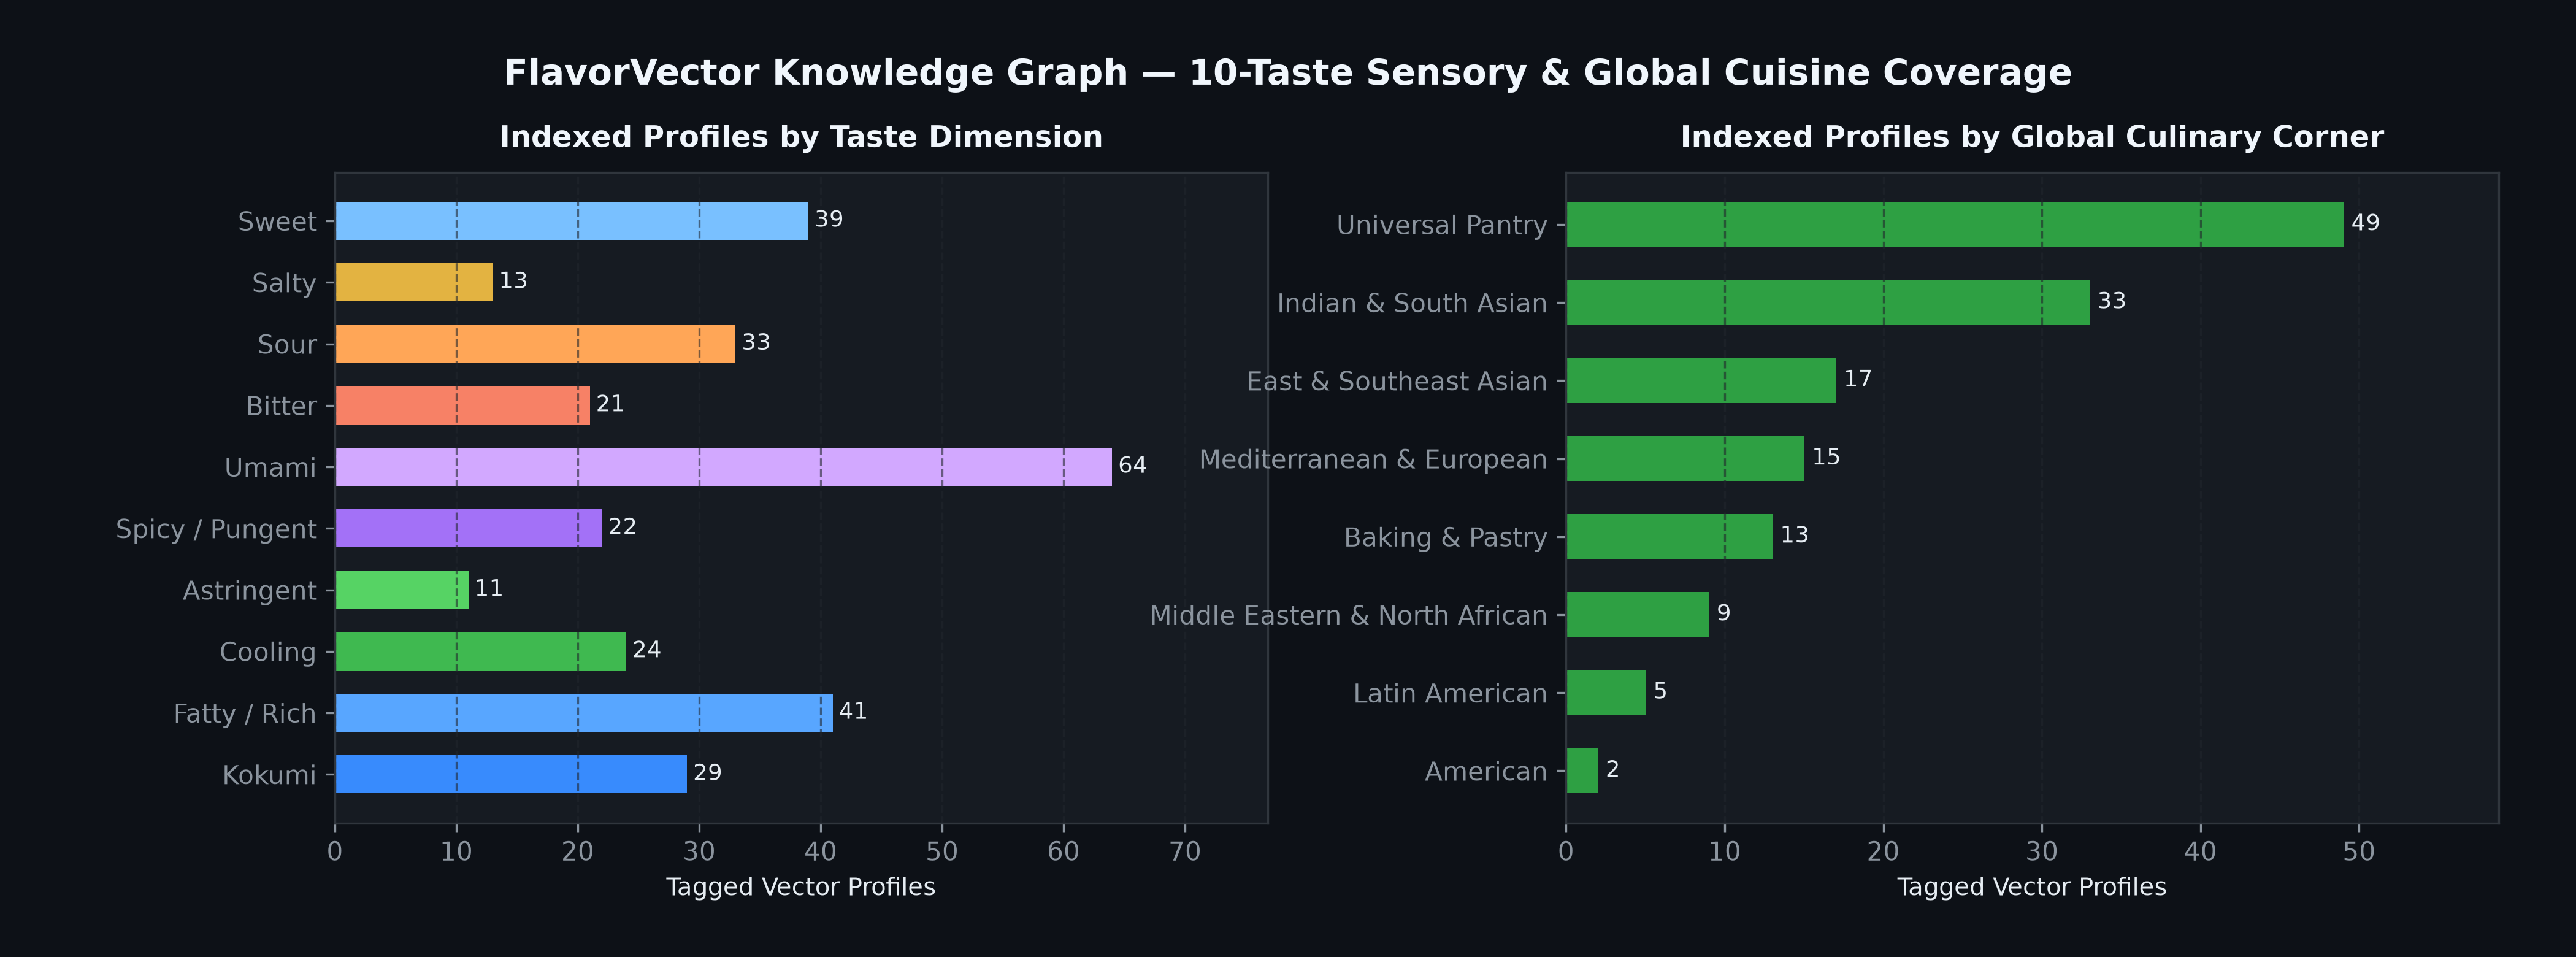 FlavorVector Knowledge Graph — 10-Taste Sensory & Global Cuisine Coverage
Indexed Profiles by Taste Dimension
Sweet 39
Salty 13
Sour 33
Bitter 21
Umami 64
Spicy / Pungent 22
Astringent 11
Cooling 24
Fatty / Rich 41
Kokumi 29
0 10 20 30 40 50 60 70
Tagged Vector Profiles
Indexed Profiles by Global Culinary Corner
Universal Pantry 49
Indian & South Asian 33
East & Southeast Asian 17
Mediterranean & European 15
Baking & Pastry 13
Middle Eastern & North African 9
Latin American 5
American 2
0 10 20 30 40 50
Tagged Vector Profiles